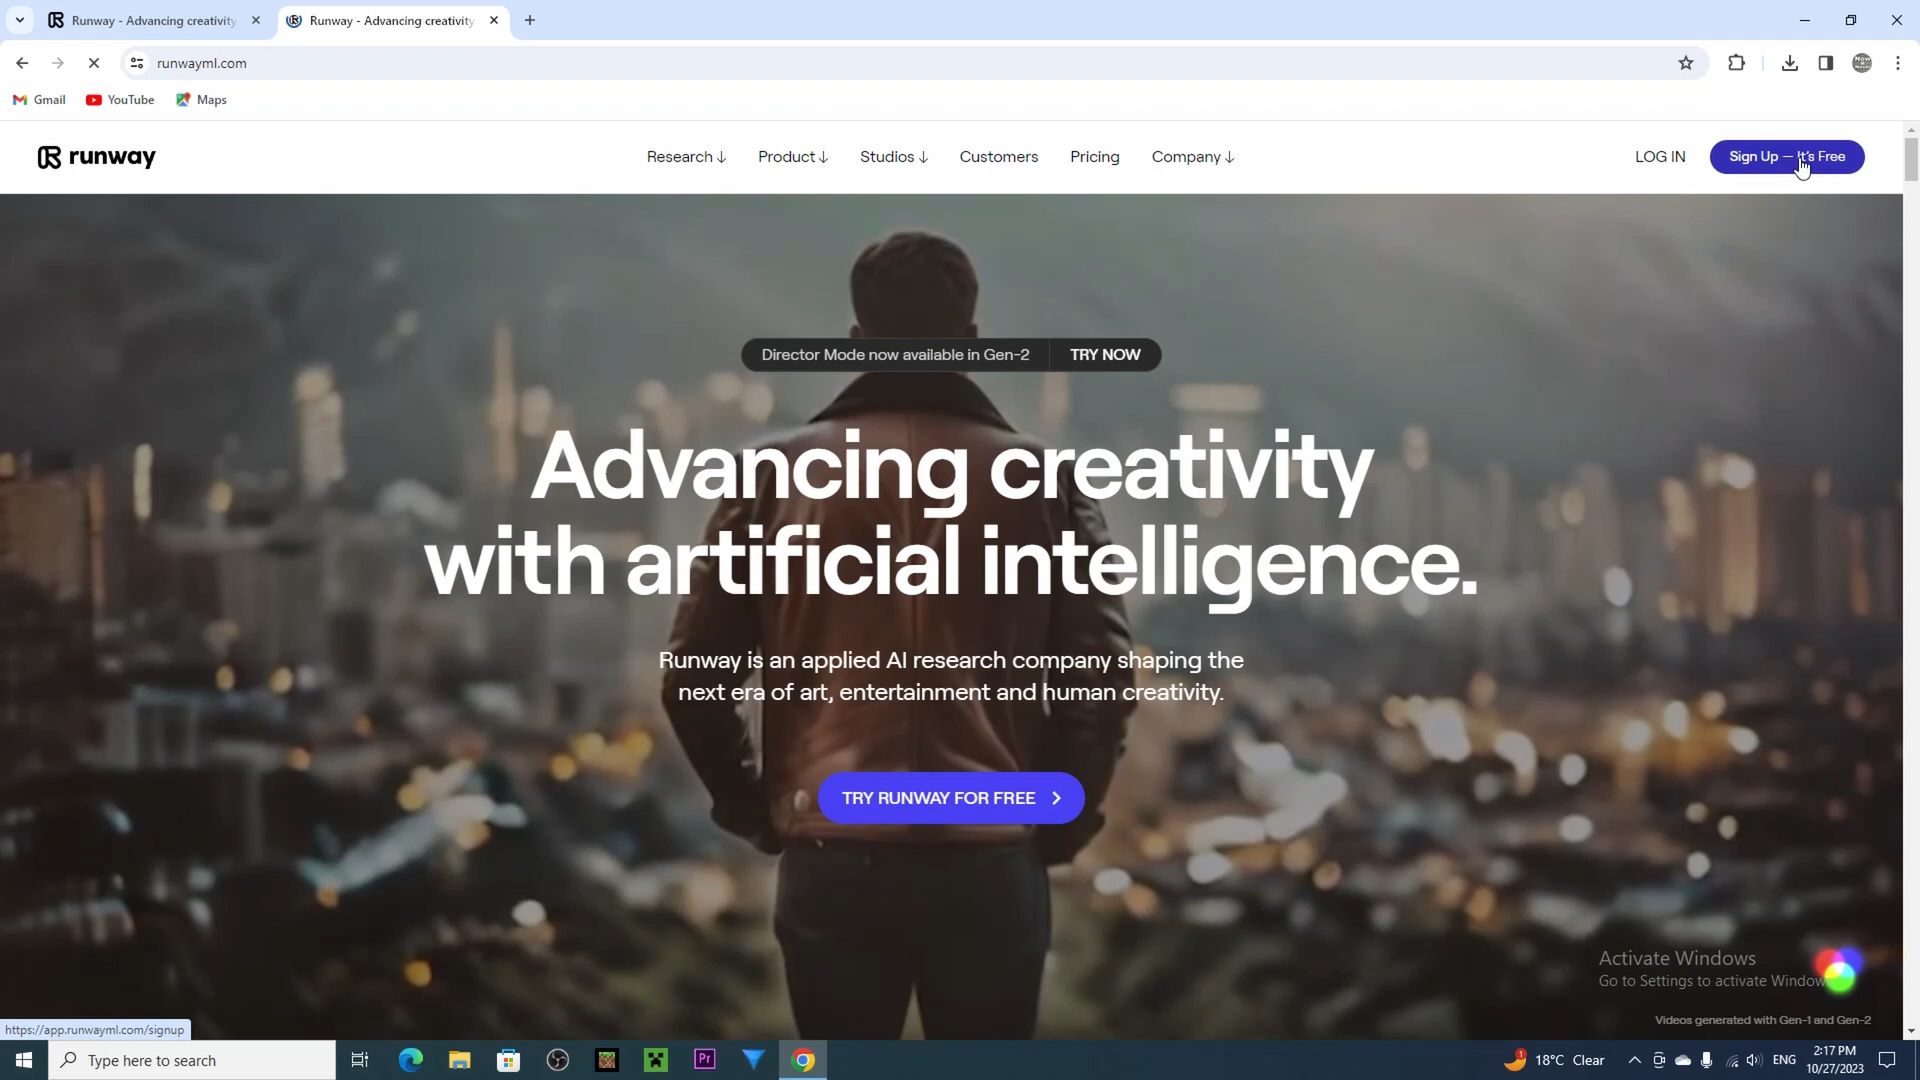 Runway - Advancing creativity
Runway - Advancing creativity
runwayml.com
Gmail
YouTube
Maps
runway
Research ↓
Product ↓
Studios ↓
Customers
Pricing
Company ↓
LOG IN
Sign Up — It's Free
Director Mode now available in Gen-2
TRY NOW
Advancing creativity
with artificial intelligence.
Runway is an applied AI research company shaping the
next era of art, entertainment and human creativity.
TRY RUNWAY FOR FREE
Activate Windows
Go to Settings to activate Windows
Videos generated with Gen-1 and Gen-2
https://app.runwayml.com/signup
Type here to search
Pr
1
18°C Clear
ENG
2:17 PM
10/27/2023